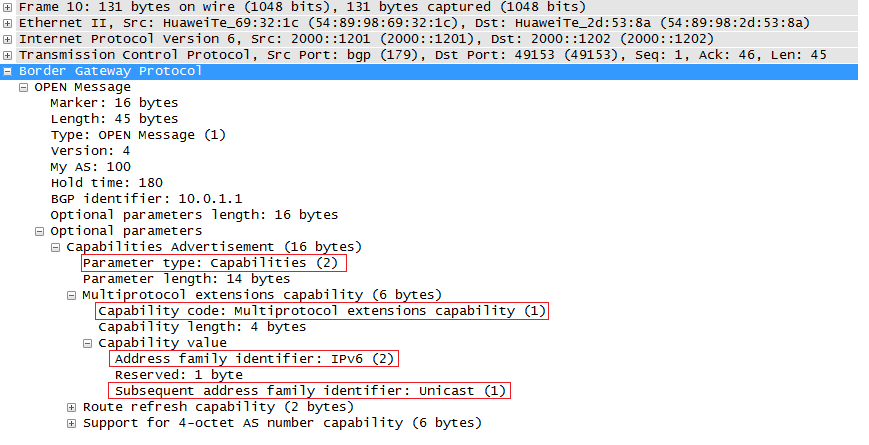 Frame 10: 131 bytes on wire (1048 bits), 131 bytes captured (1048 bits)
Ethernet II, Src: HuaweiTe_69:32:1c (54:89:98:69:32:1c), Dst: HuaweiTe_2d:53:8a (54:89:98:2d:53:8a)
Internet Protocol Version 6, Src: 2000::1201 (2000::1201), Dst: 2000::1202 (2000::1202)
Transmission Control Protocol, Src Port: bgp (179), Dst Port: 49153 (49153), Seq: 1, Ack: 46, Len: 45
Border Gateway Protocol
OPEN Message
Marker: 16 bytes
Length: 45 bytes
Type: OPEN Message (1)
Version: 4
My AS: 100
Hold time: 180
BGP identifier: 10.0.1.1
Optional parameters length: 16 bytes
Optional parameters
Capabilities Advertisement (16 bytes)
Parameter type: Capabilities (2)
Parameter length: 14 bytes
Multiprotocol extensions capability (6 bytes)
Capability code: Multiprotocol extensions capability (1)
Capability length: 4 bytes
Capability value
Address family identifier: IPv6 (2)
Reserved: 1 byte
Subsequent address family identifier: Unicast (1)
Route refresh capability (2 bytes)
Support for 4-octet AS number capability (6 bytes)